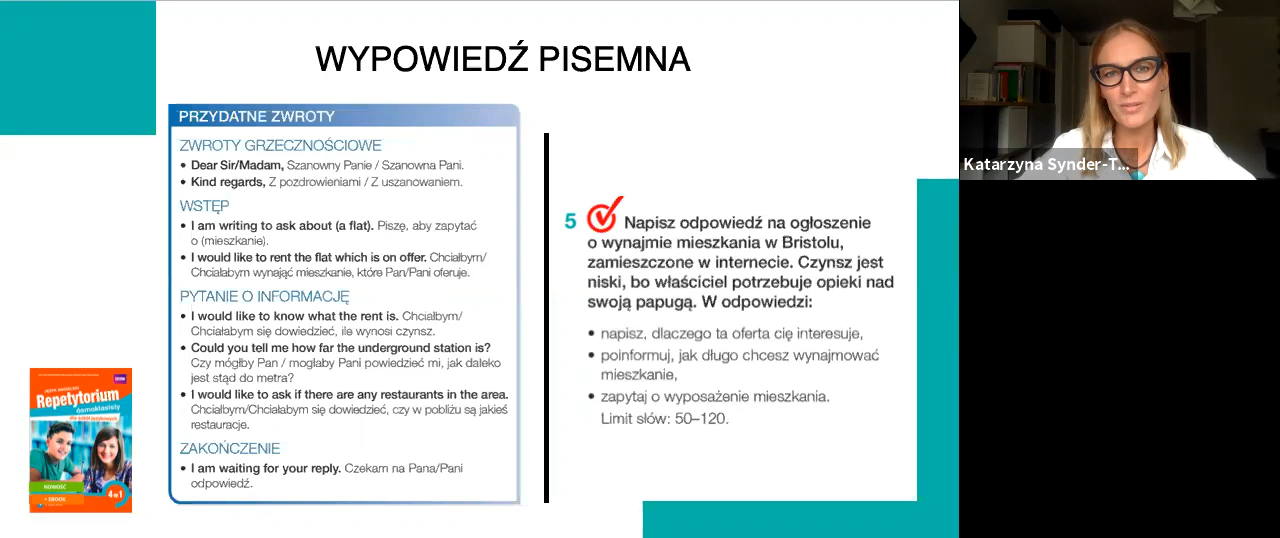 WYPOWIEDŹ PISEMNA
PRZYDATNE ZWROTY
ZWROTY GRZECZNOŚCIOWE
• Dear Sir/Madam, Szanowny Panie / Szanowna Pani.
• Kind regards, Z pozdrowieniami / Z uszanowaniem.
WSTĘP
• I am writing to ask about (a flat). Piszę, aby zapytać
o (mieszkanie).
• I would like to rent the flat which is on offer. Chciałbym/
Chciałabym wynająć mieszkanie, które Pan/Pani oferuje.
PYTANIE O INFORMACJĘ
• I would like to know what the rent is. Chciałbym/
Chciałabym się dowiedzieć, ile wynosi czynsz.
• Could you tell me how far the underground station is?
Czy mógłby Pan / mogłaby Pani powiedzieć mi, jak daleko
jest stąd do metra?
• I would like to ask if there are any restaurants in the area.
Chciałbym/Chciałabym się dowiedzieć, czy w pobliżu są jakieś
restauracje.
ZAKOŃCZENIE
• I am waiting for your reply. Czekam na Pana/Pani
odpowiedź.
5 Napisz odpowiedź na ogłoszenie
o wynajmie mieszkania w Bristolu,
zamieszczone w internecie. Czynsz jest
niski, bo właściciel potrzebuje opieki nad
swoją papugą. W odpowiedzi:
• napisz, dlaczego ta oferta cię interesuje,
• poinformuj, jak długo chcesz wynajmować
mieszkanie,
• zapytaj o wyposażenie mieszkania.
Limit słów: 50–120.
Repetytorium
ósmoklasisty
NOWOŚĆ
+ EBOOK
4w1
Katarzyna Synder-T...